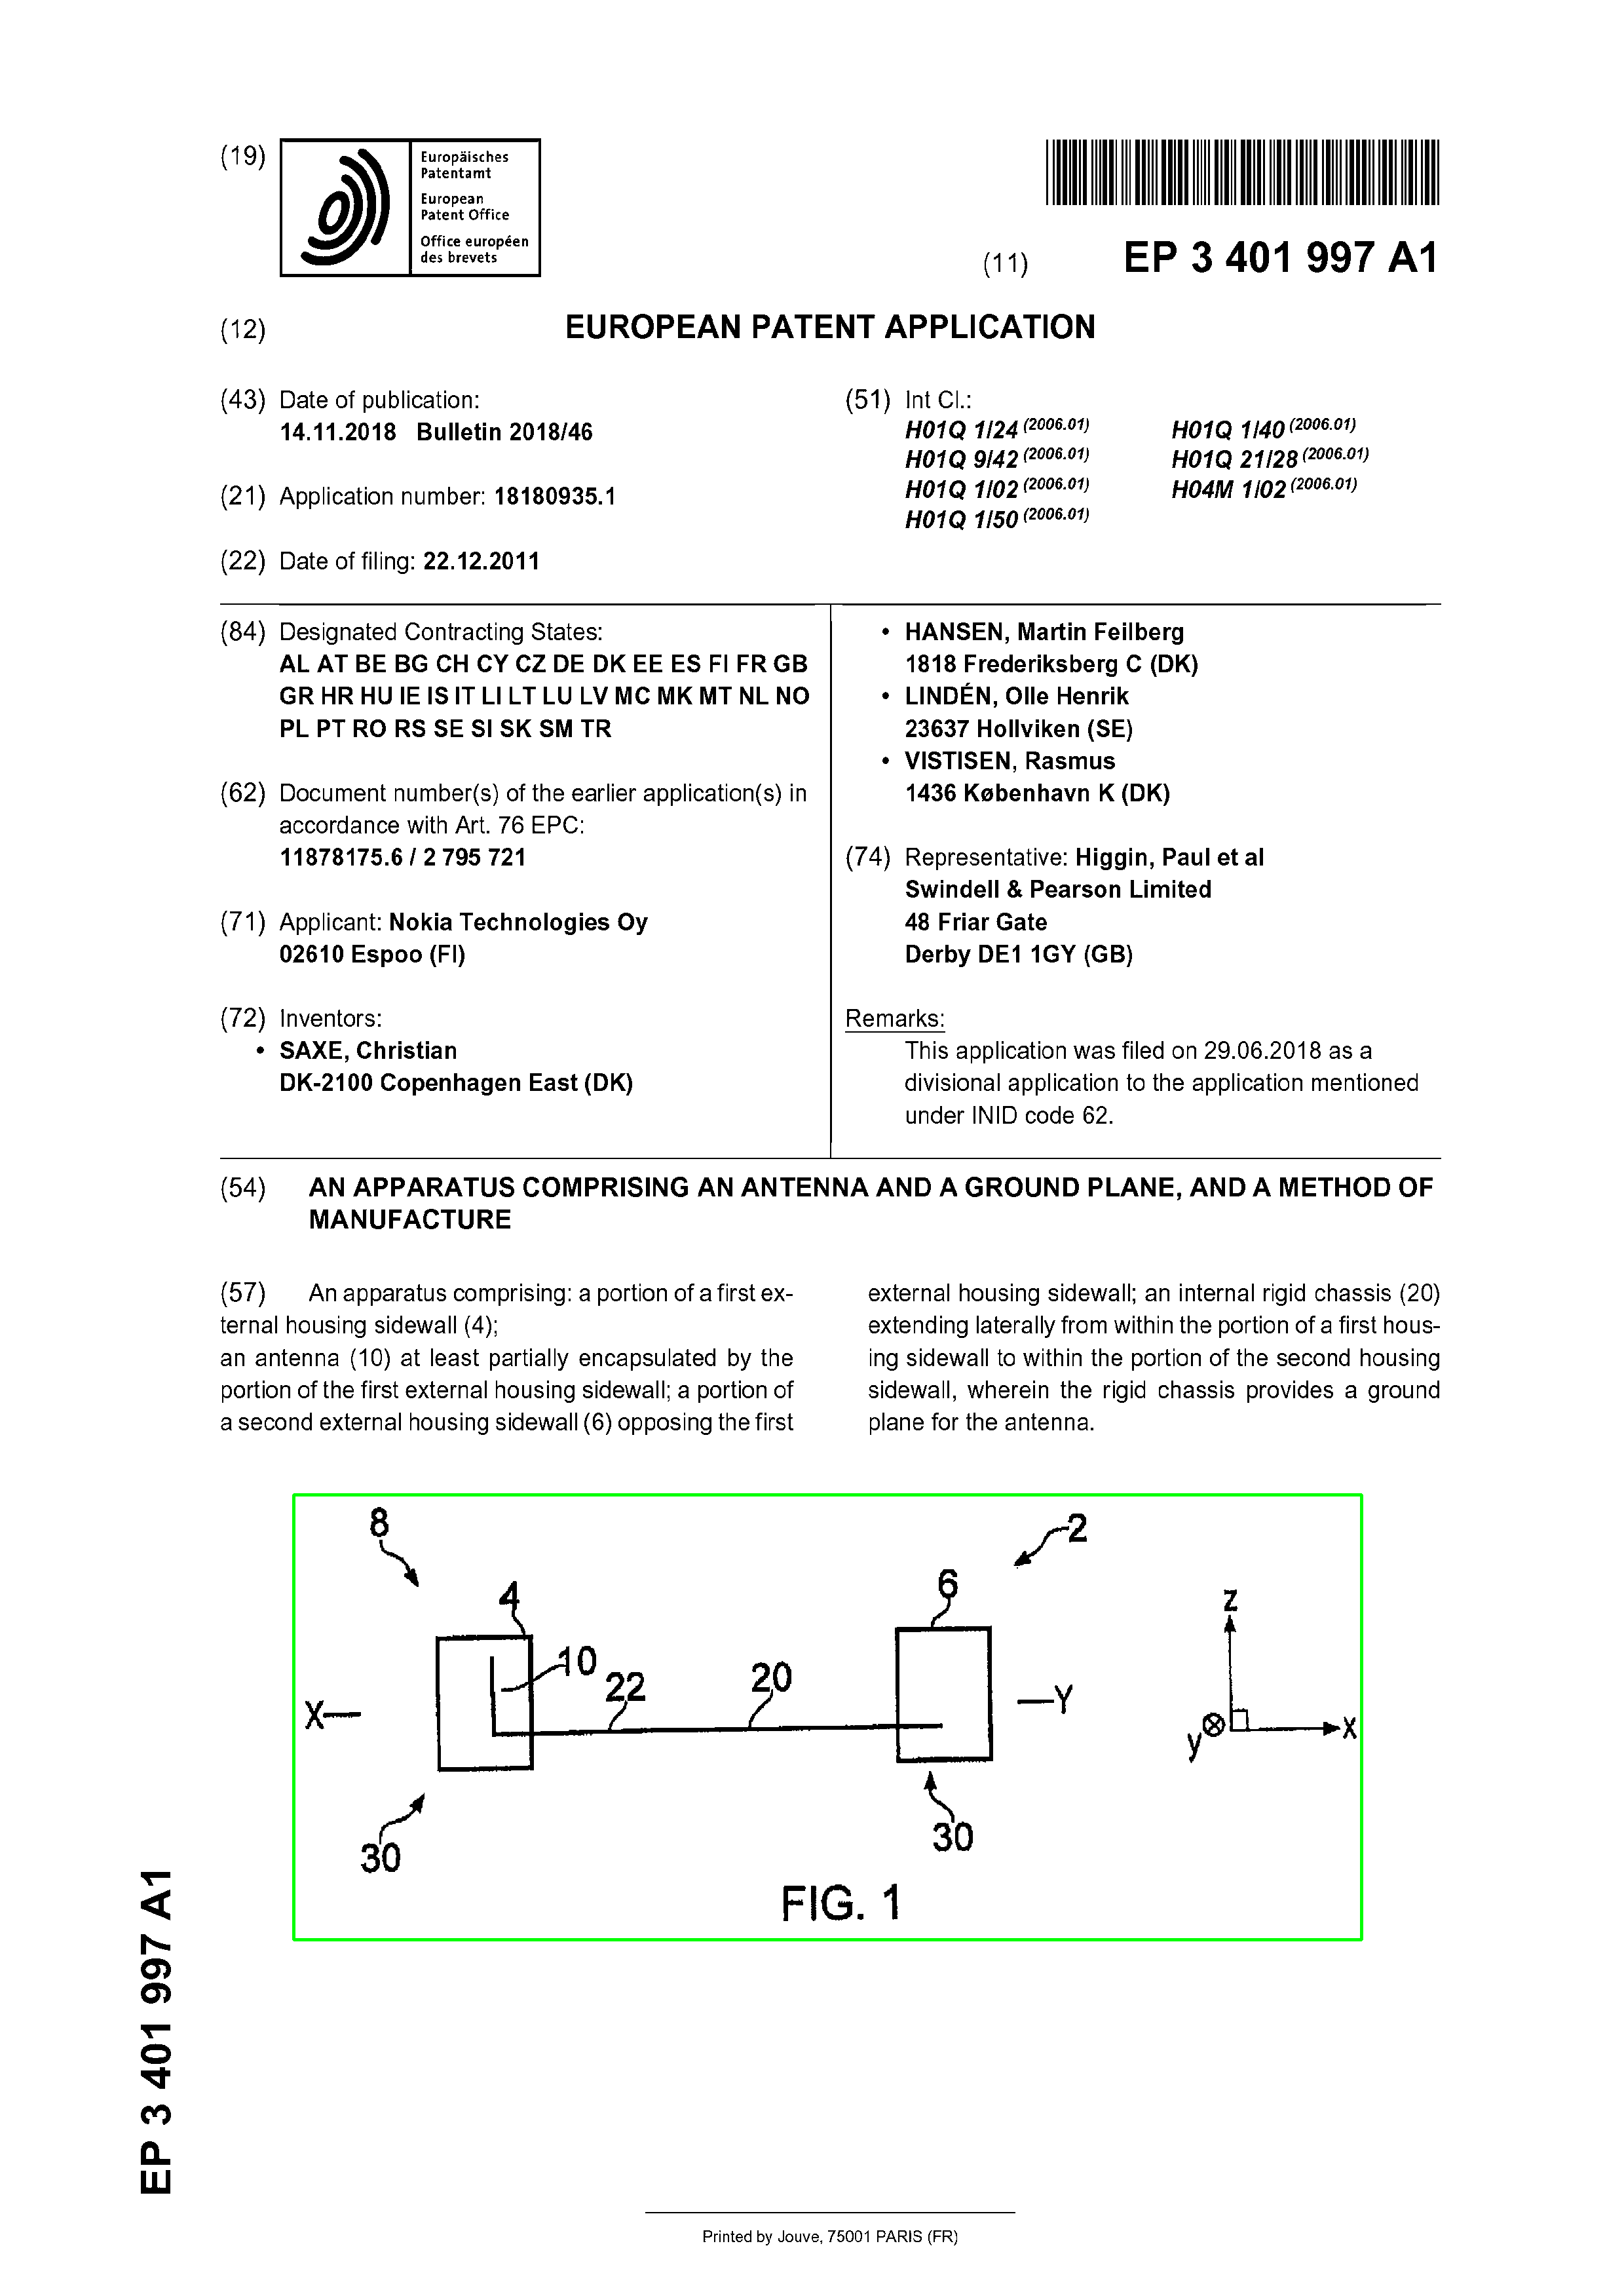 (19)
Europäisches
Patentamt
European
Patent Office
Office européen
des brevets
(11) EP 3 401 997 A1
(12) EUROPEAN PATENT APPLICATION
(43) Date of publication:
14.11.2018 Bulletin 2018/46
(21) Application number: 18180935.1
(22) Date of filing: 22.12.2011
(51) Int Cl.:
H01Q 1/24 (2006.01) H01Q 1/40 (2006.01)
H01Q 9/42 (2006.01) H01Q 21/28 (2006.01)
H01Q 1/02 (2006.01) H04M 1/02 (2006.01)
H01Q 1/50 (2006.01)
(84) Designated Contracting States:
AL AT BE BG CH CY CZ DE DK EE ES FI FR GB
GR HR HU IE IS IT LI LT LU LV MC MK MT NL NO
PL PT RO RS SE SI SK SM TR
(62) Document number(s) of the earlier application(s) in
accordance with Art. 76 EPC:
11878175.6 / 2 795 721
(71) Applicant: Nokia Technologies Oy
02610 Espoo (FI)
(72) Inventors:
• SAXE, Christian
DK-2100 Copenhagen East (DK)
• HANSEN, Martin Feilberg
1818 Frederiksberg C (DK)
• LINDÉN, Olle Henrik
23637 Hollviken (SE)
• VISTISEN, Rasmus
1436 København K (DK)
(74) Representative: Higgin, Paul et al
Swindell & Pearson Limited
48 Friar Gate
Derby DE1 1GY (GB)
Remarks:
This application was filed on 29.06.2018 as a
divisional application to the application mentioned
under INID code 62.
(54) AN APPARATUS COMPRISING AN ANTENNA AND A GROUND PLANE, AND A METHOD OF
MANUFACTURE
(57) An apparatus comprising: a portion of a first ex-
ternal housing sidewall (4);
an antenna (10) at least partially encapsulated by the
portion of the first external housing sidewall; a portion of
a second external housing sidewall (6) opposing the first
external housing sidewall; an internal rigid chassis (20)
extending laterally from within the portion of a first hous-
ing sidewall to within the portion of the second housing
sidewall, wherein the rigid chassis provides a ground
plane for the antenna.
8
2
4
6
10
22
20
X
Y
z
y
x
30
30
FIG. 1
EP 3 401 997 A1
Printed by Jouve, 75001 PARIS (FR)